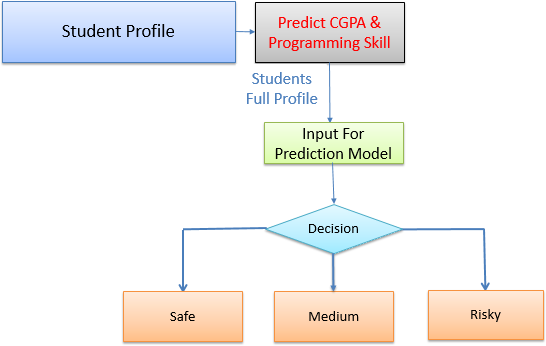 Student Profile
Predict CGPA &
Programming Skill
Students
Full Profile
Input For
Prediction Model
Decision
Safe
Medium
Risky